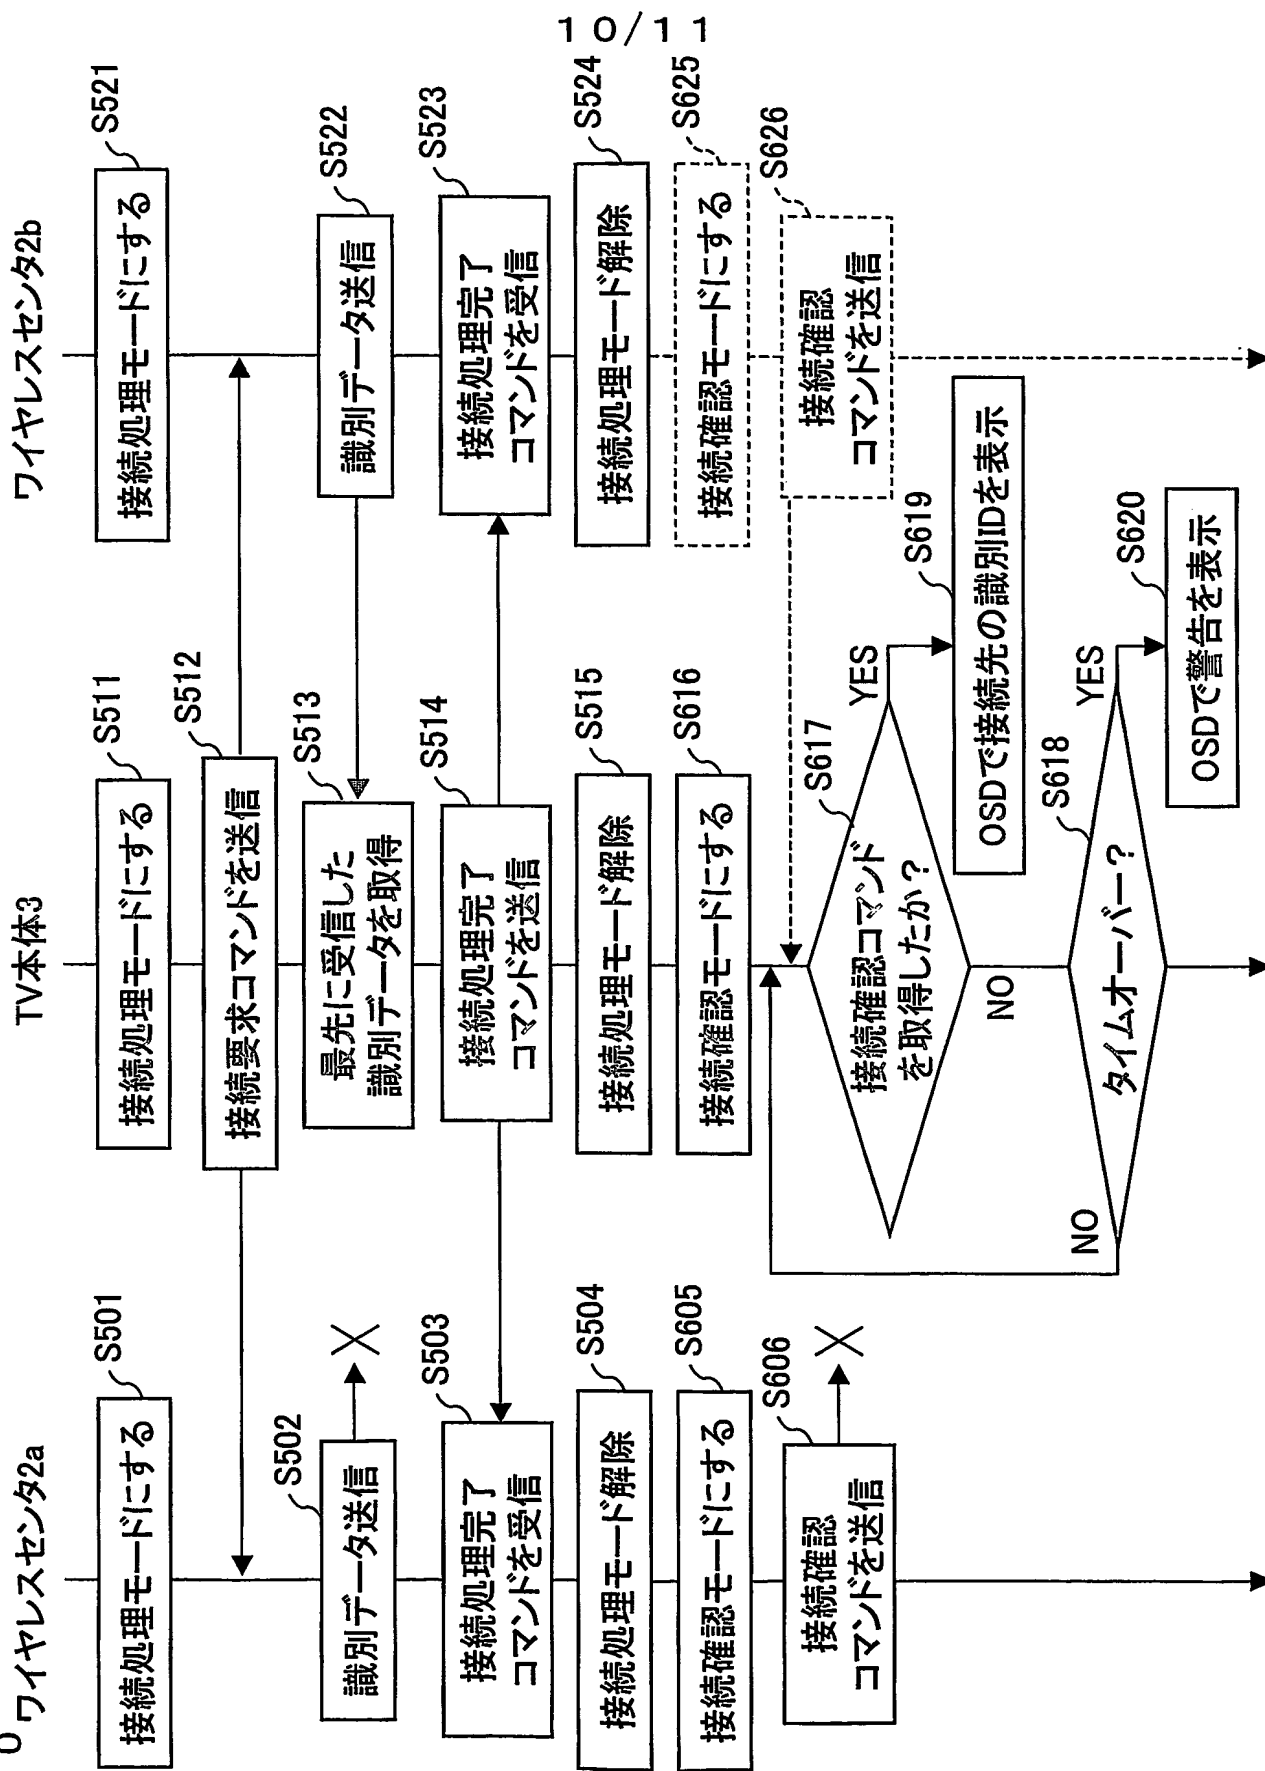 10/11
ワイヤレスセンタ2a
接続処理モードにする
S501
識別データ送信
S502
接続処理完了
コマンドを受信
S503
接続処理モード解除
S504
接続確認モードにする
S605
接続確認
コマンドを送信
S606
TV本体3
接続処理モードにする
S511
接続要求コマンドを送信
S512
最先に受信した
識別データを取得
S513
接続処理完了
コマンドを送信
S514
接続処理モード解除
S515
接続確認モードにする
S616
接続確認コマンド
を取得したか？
S617
YES
NO
OSDで接続先の識別IDを表示
S619
タイムオーバー？
S618
YES
NO
OSDで警告を表示
S620
ワイヤレスセンタ2b
接続処理モードにする
S521
識別データ送信
S522
接続処理完了
コマンドを受信
S523
接続処理モード解除
S524
接続確認モードにする
S625
接続確認
コマンドを送信
S626